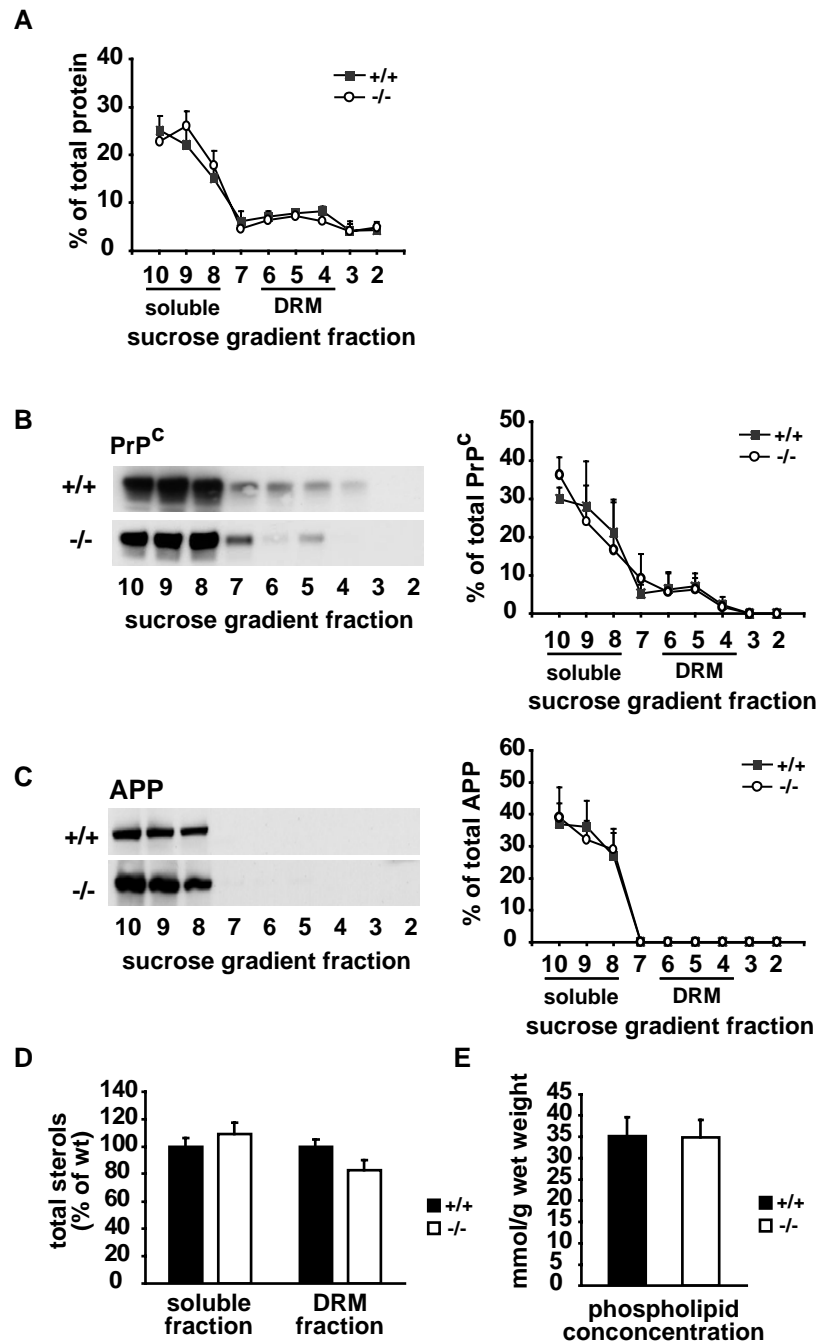 A
40
30
20
10
0
% of total protein
+/+
-/-
10 9 8 7 6 5 4 3 2
soluble DRM
sucrose gradient fraction
B
PrPC
+/+
-/-
10 9 8 7 6 5 4 3 2
sucrose gradient fraction
50
40
30
20
10
0
% of total PrPC
+/+
-/-
10 9 8 7 6 5 4 3 2
soluble DRM
sucrose gradient fraction
C
APP
+/+
-/-
10 9 8 7 6 5 4 3 2
sucrose gradient fraction
60
50
40
30
20
10
0
% of total APP
+/+
-/-
10 9 8 7 6 5 4 3 2
soluble DRM
sucrose gradient fraction
D
140
120
100
80
60
40
20
0
total sterols
(% of wt)
+/+
-/-
soluble DRM
fraction fraction
E
45
40
35
30
25
20
15
10
5
0
mmol/g wet weight
+/+
-/-
phospholipid
conconcentration